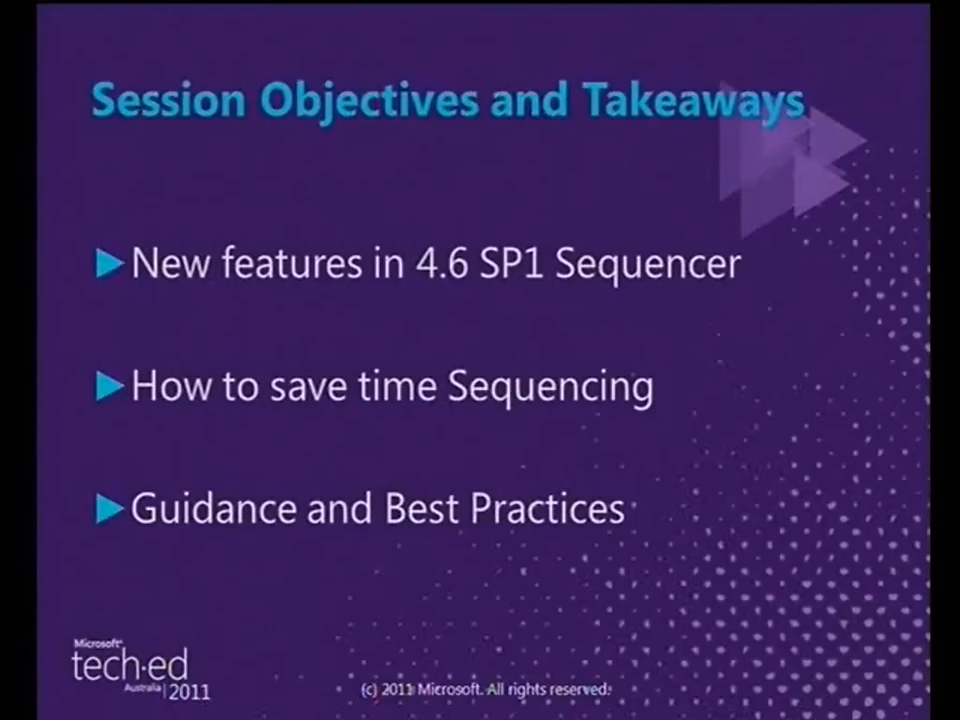 Session Objectives and Takeaways
New features in 4.6 SP1 Sequencer
How to save time Sequencing
Guidance and Best Practices
Microsoft®
tech·ed
Australia | 2011
(c) 2011 Microsoft. All rights reserved.